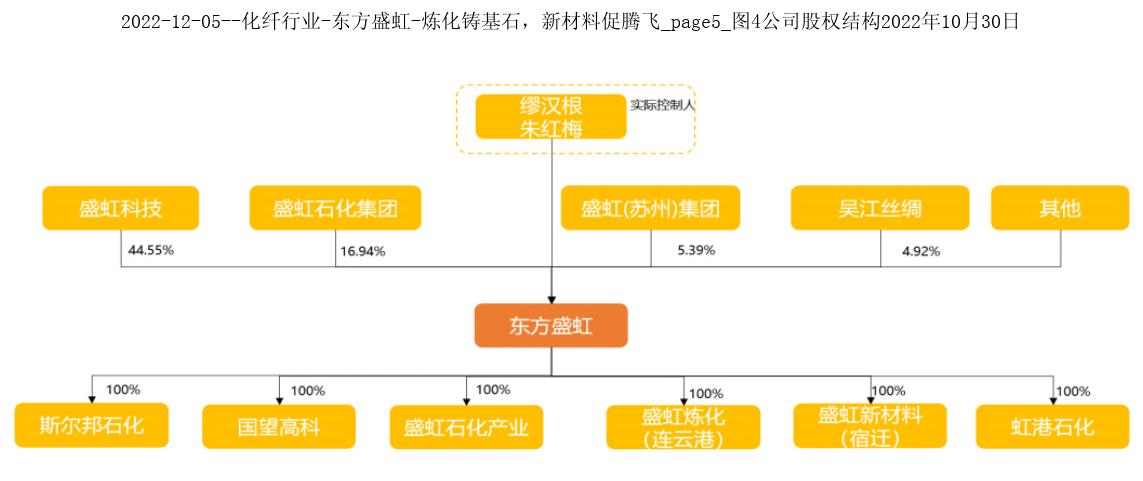 2022-12-05--化纤行业-东方盛虹-炼化铸基石，新材料促腾飞_page5_图4公司股权结构2022年10月30日
缪汉根
朱红梅
实际控制人
盛虹科技
盛虹石化集团
盛虹(苏州)集团
吴江丝绸
其他
44.55%
16.94%
5.39%
4.92%
东方盛虹
100%
100%
100%
100%
100%
100%
斯尔邦石化
国望高科
盛虹石化产业
盛虹炼化
（连云港）
盛虹新材料
（宿迁）
虹港石化